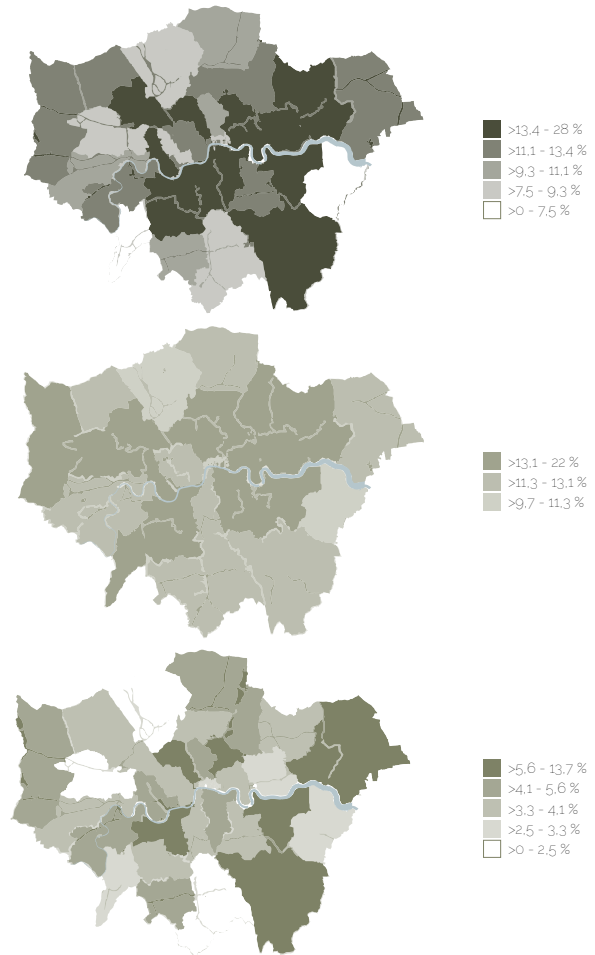 >13,4 - 28 %
>11,1 - 13,4 %
>9,3 - 11,1 %
>7,5 - 9,3 %
>0 - 7,5 %
>13,1 - 22 %
>11,3 - 13,1 %
>9,7 - 11,3 %
>5,6 - 13,7 %
>4,1 - 5,6 %
>3,3 - 4,1 %
>2,5 - 3,3 %
>0 - 2,5 %